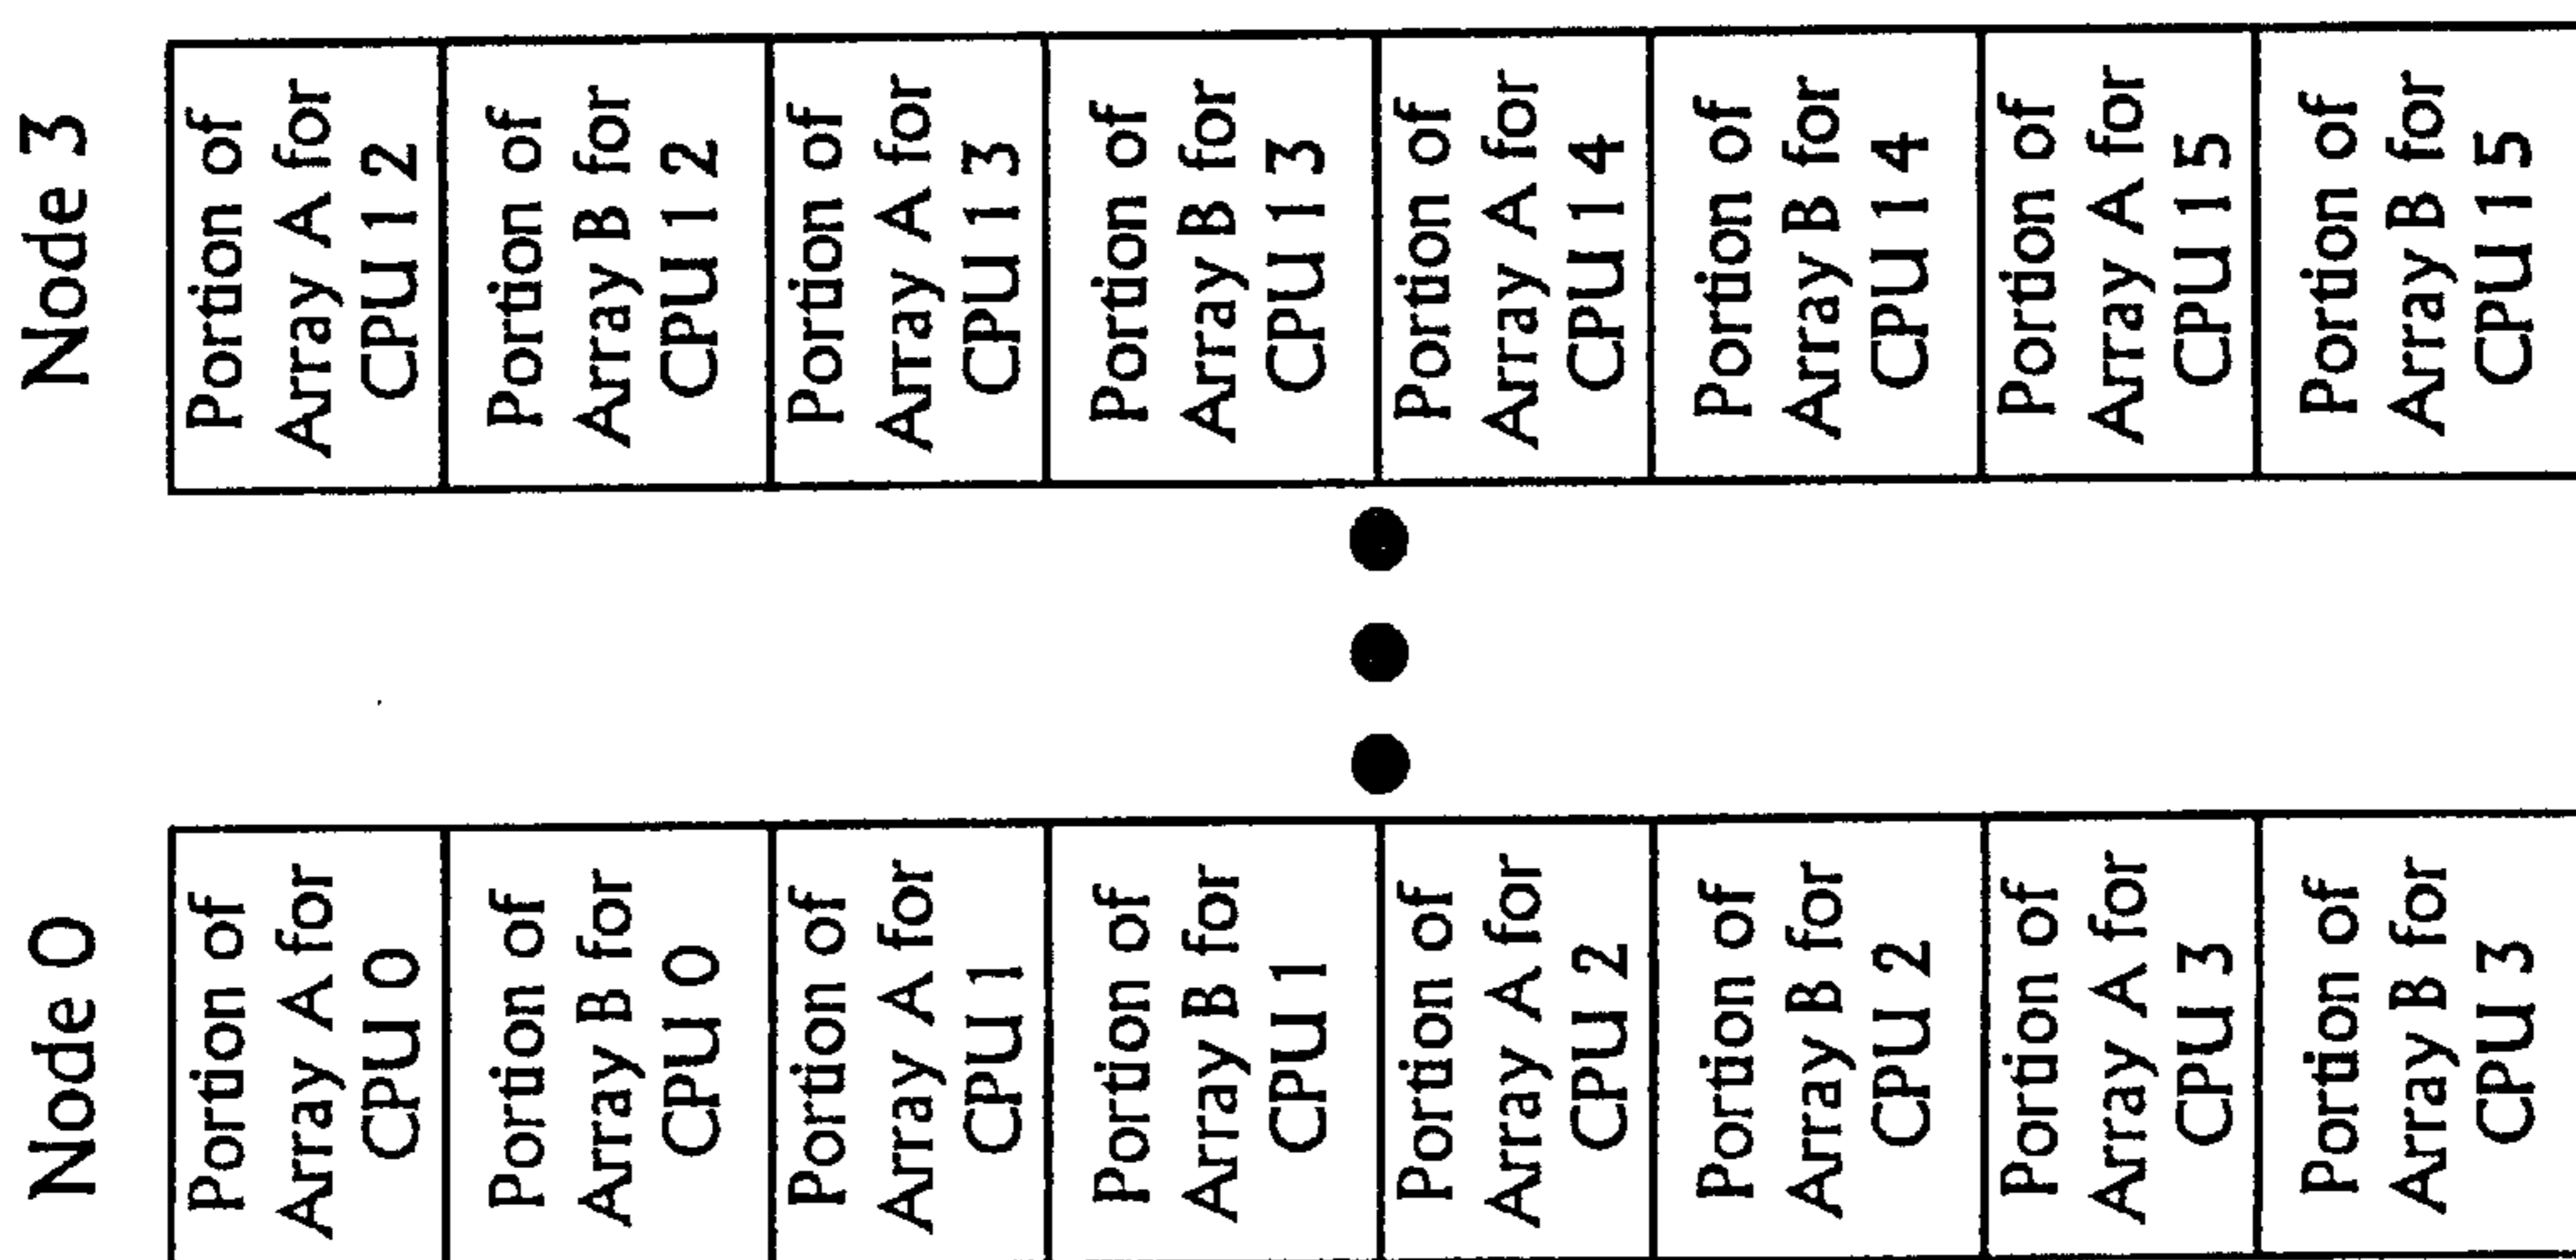 Node 0
Portion of
Array A for
CPU 0
Portion of
Array B for
CPU 0
Portion of
Array A for
CPU 1
Portion of
Array B for
CPU 1
Portion of
Array A for
CPU 2
Portion of
Array B for
CPU 2
Portion of
Array A for
CPU 3
Portion of
Array B for
CPU 3
Node 3
Portion of
Array A for
CPU 12
Portion of
Array B for
CPU 12
Portion of
Array A for
CPU 13
Portion of
Array B for
CPU 13
Portion of
Array A for
CPU 14
Portion of
Array B for
CPU 14
Portion of
Array A for
CPU 15
Portion of
Array B for
CPU 15